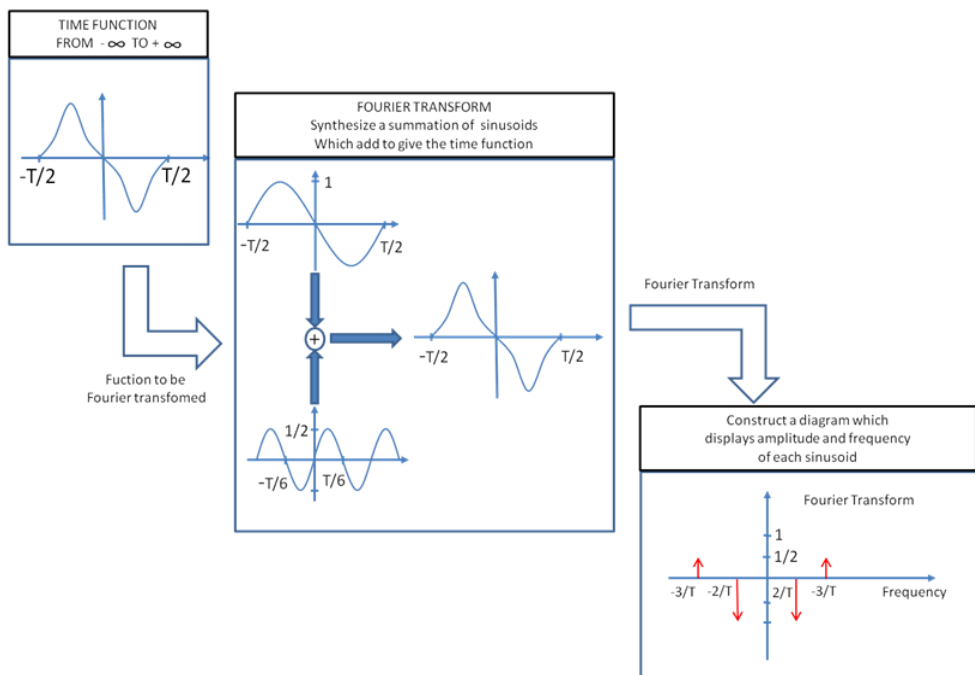 TIME FUNCTION
FROM - ∞ TO + ∞
-T/2
T/2
Fuction to be
Fourier transfomed
FOURIER TRANSFORM
Synthesize a summation of sinusoids
Which add to give the time function
1
-T/2
T/2
+
-T/2
T/2
1/2
-T/6
T/6
Fourier Transform
Construct a diagram which
displays amplitude and frequency
of each sinusoid
Fourier Transform
1
1/2
-3/T -2/T 2/T -3/T Frequency